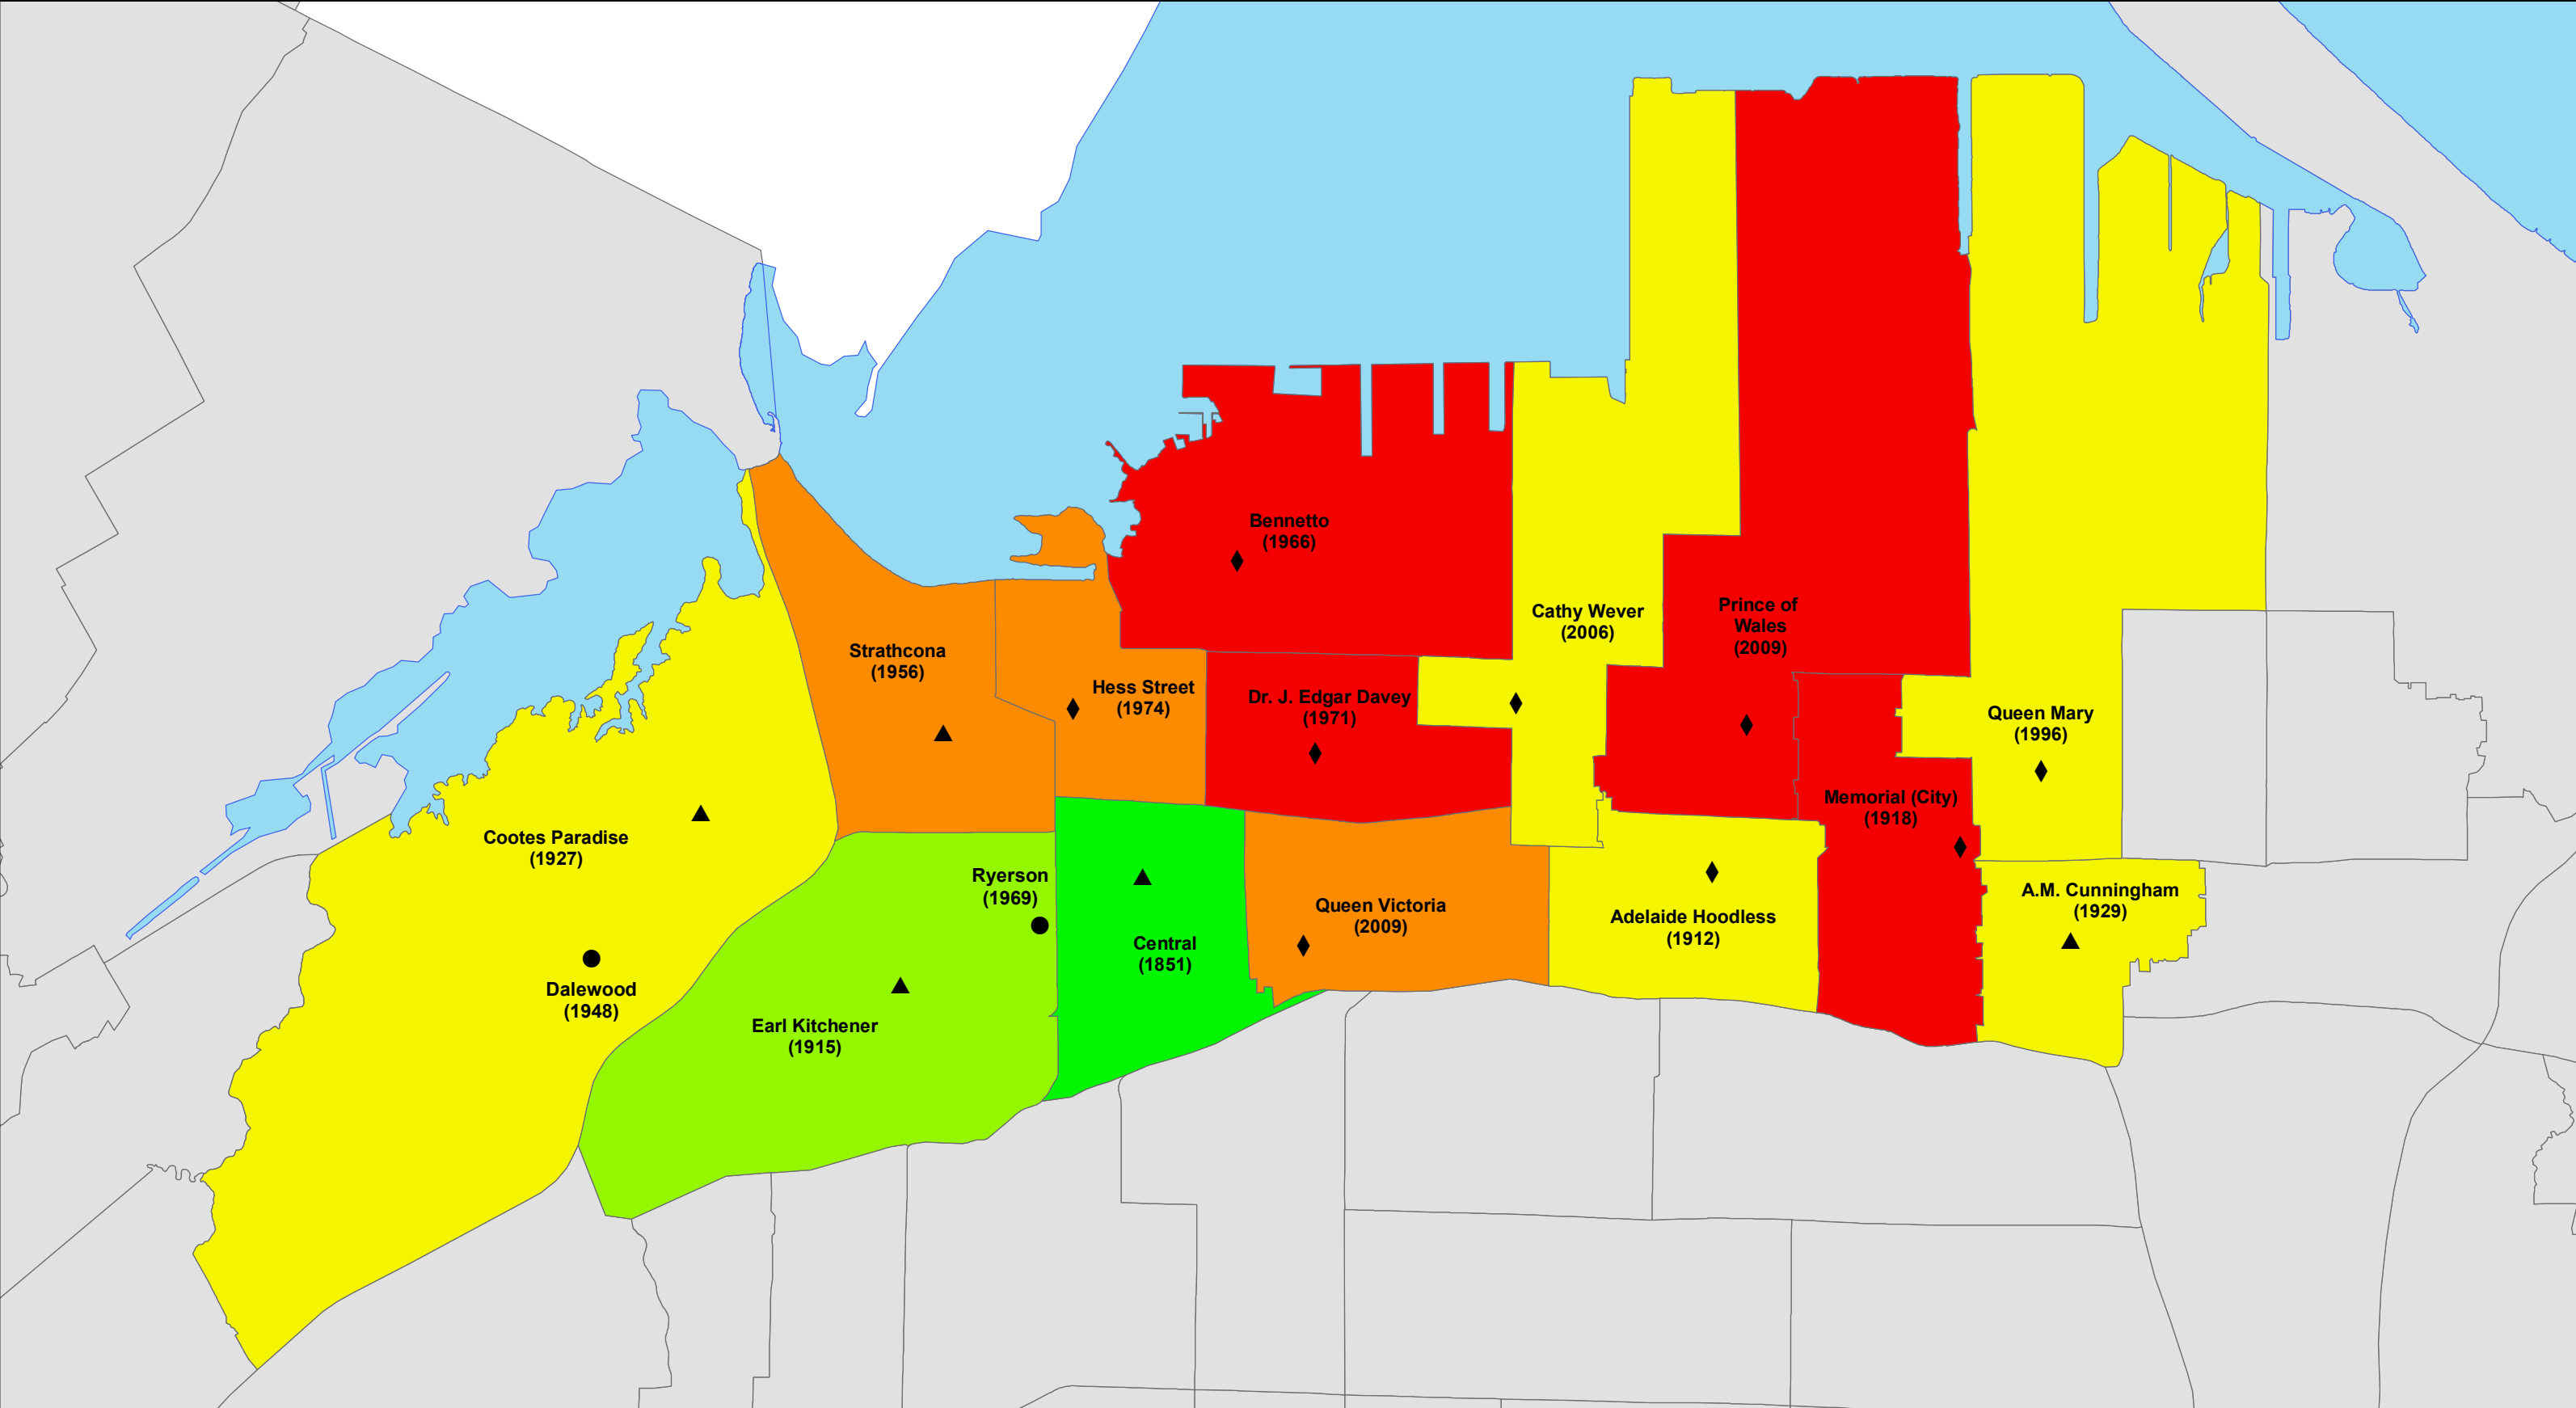 Bennetto
(1966)
Cathy Wever
(2006)
Prince of
Wales
(2009)
Strathcona
(1956)
Hess Street
(1974)
Dr. J. Edgar Davey
(1971)
Queen Mary
(1996)
Memorial (City)
(1918)
Cootes Paradise
(1927)
Ryerson
(1969)
A.M. Cunningham
(1929)
Queen Victoria
(2009)
Adelaide Hoodless
(1912)
Central
(1851)
Dalewood
(1948)
Earl Kitchener
(1915)